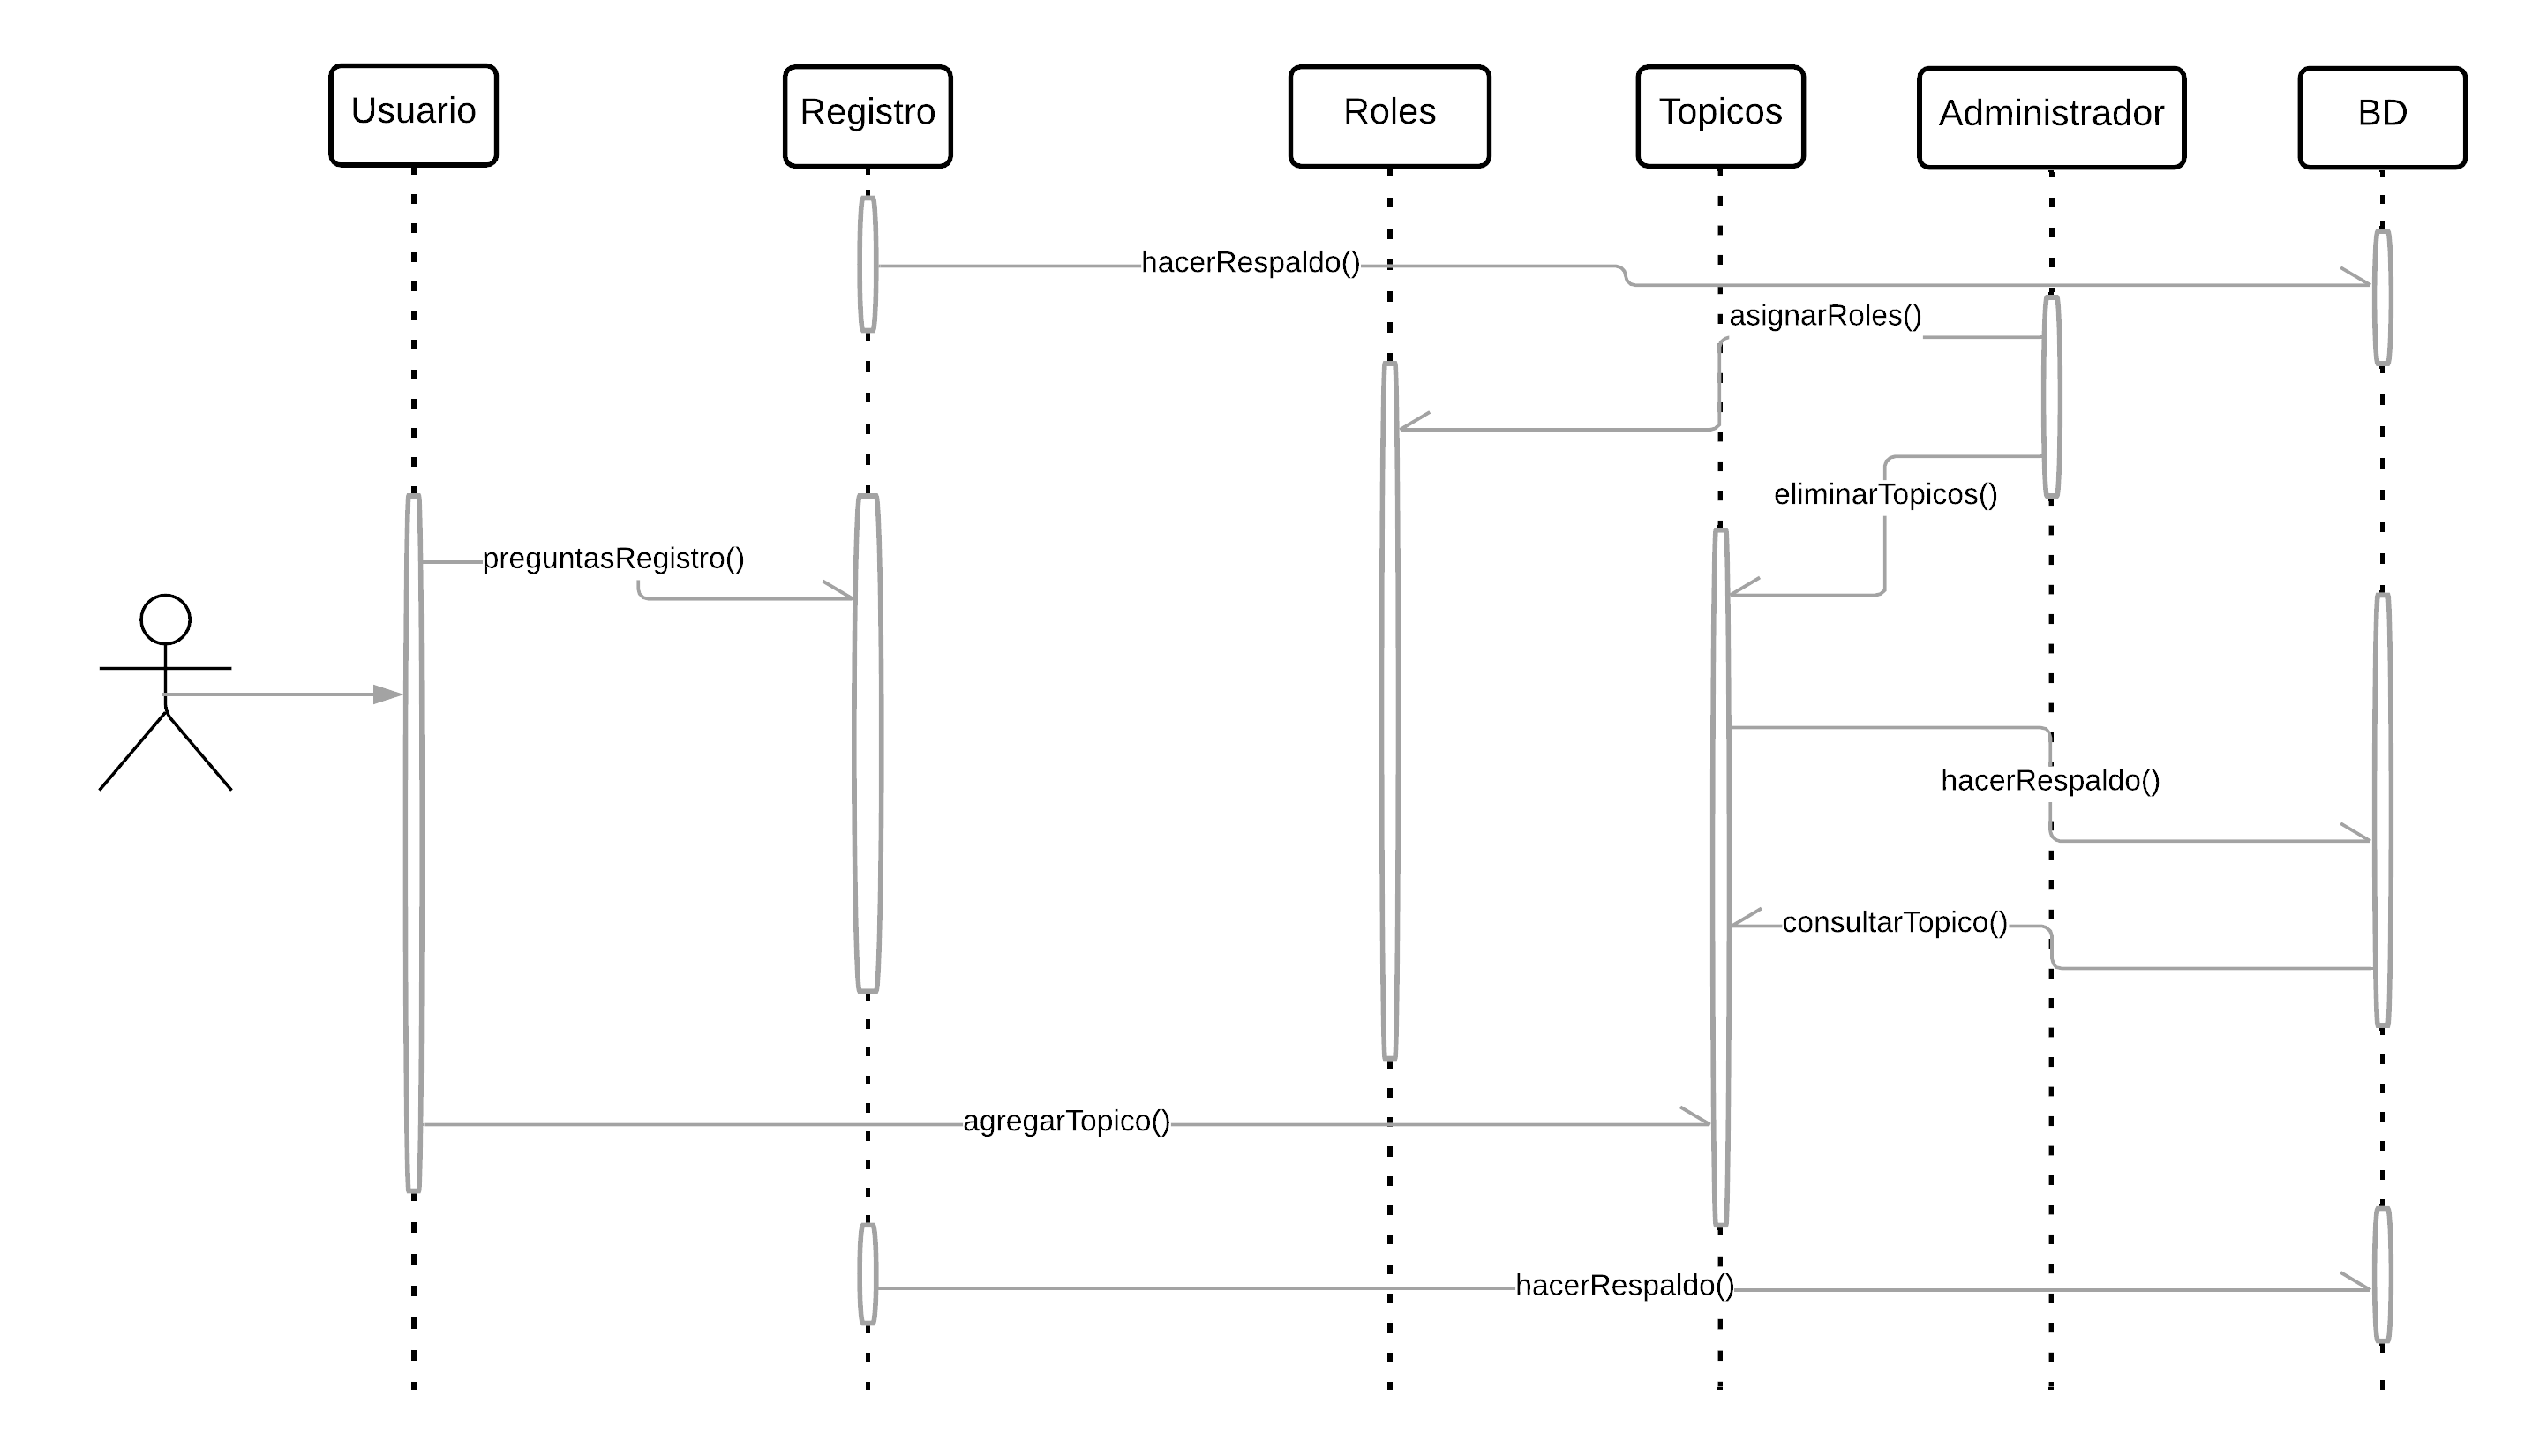 Usuario
Registro
Roles
Topicos
Administrador
BD
hacerRespaldo()
asignarRoles()
eliminarTopicos()
preguntasRegistro()
hacerRespaldo()
consultarTopico()
agregarTopico()
hacerRespaldo()